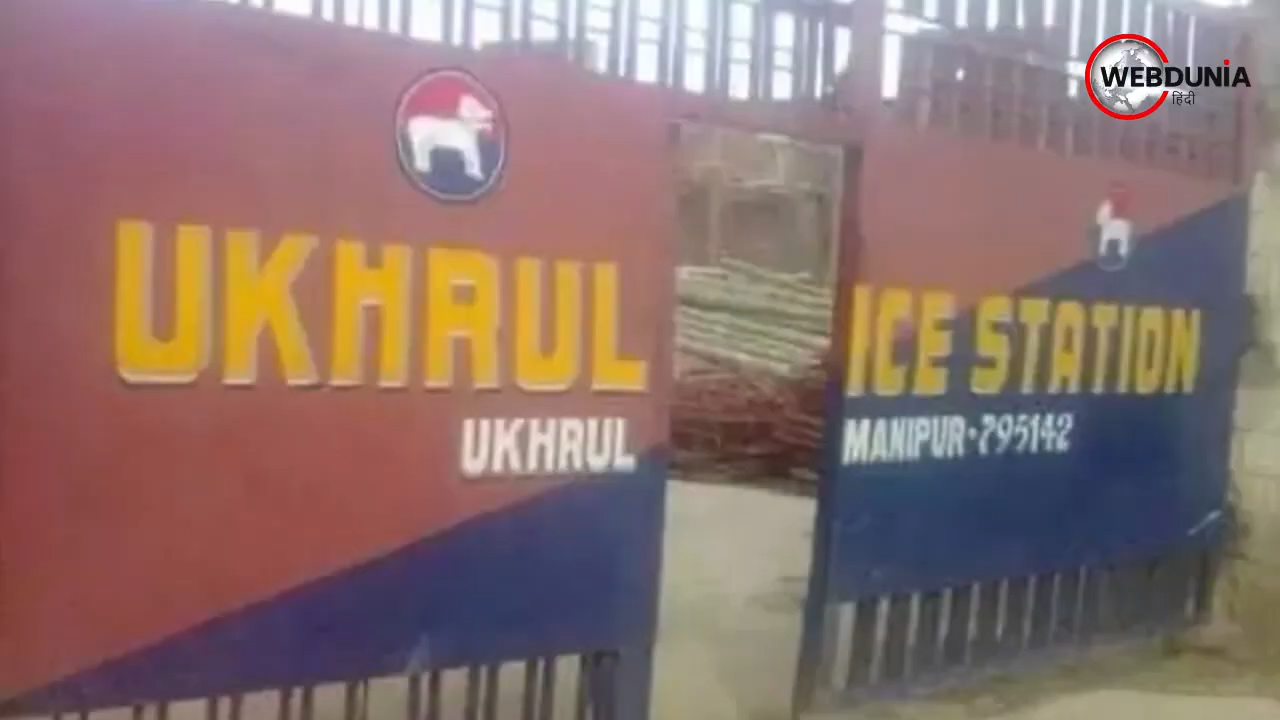 WEBDUNIA
हिंदी
UKHRUL ICE STATION
UKHRUL MANIPUR-795142